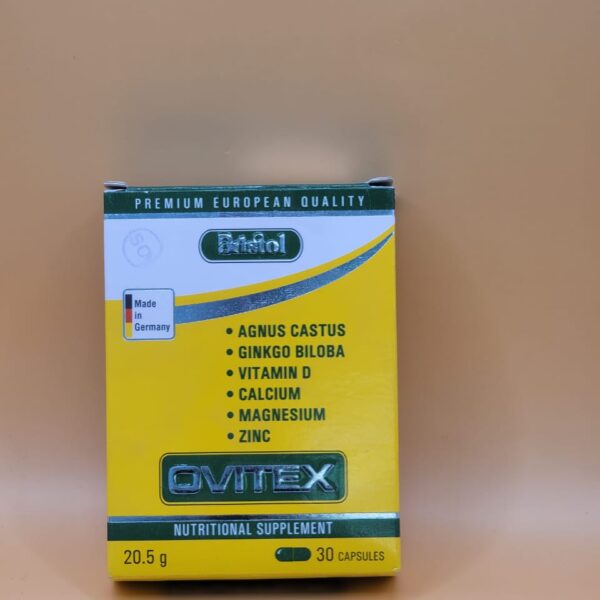 PREMIUM EUROPEAN QUALITY
Bristol
Made
in
Germany
• AGNUS CASTUS
• GINKGO BILOBA
• VITAMIN D
• CALCIUM
• MAGNESIUM
• ZINC
OVITEX
NUTRITIONAL SUPPLEMENT
20.5 g
30 CAPSULES